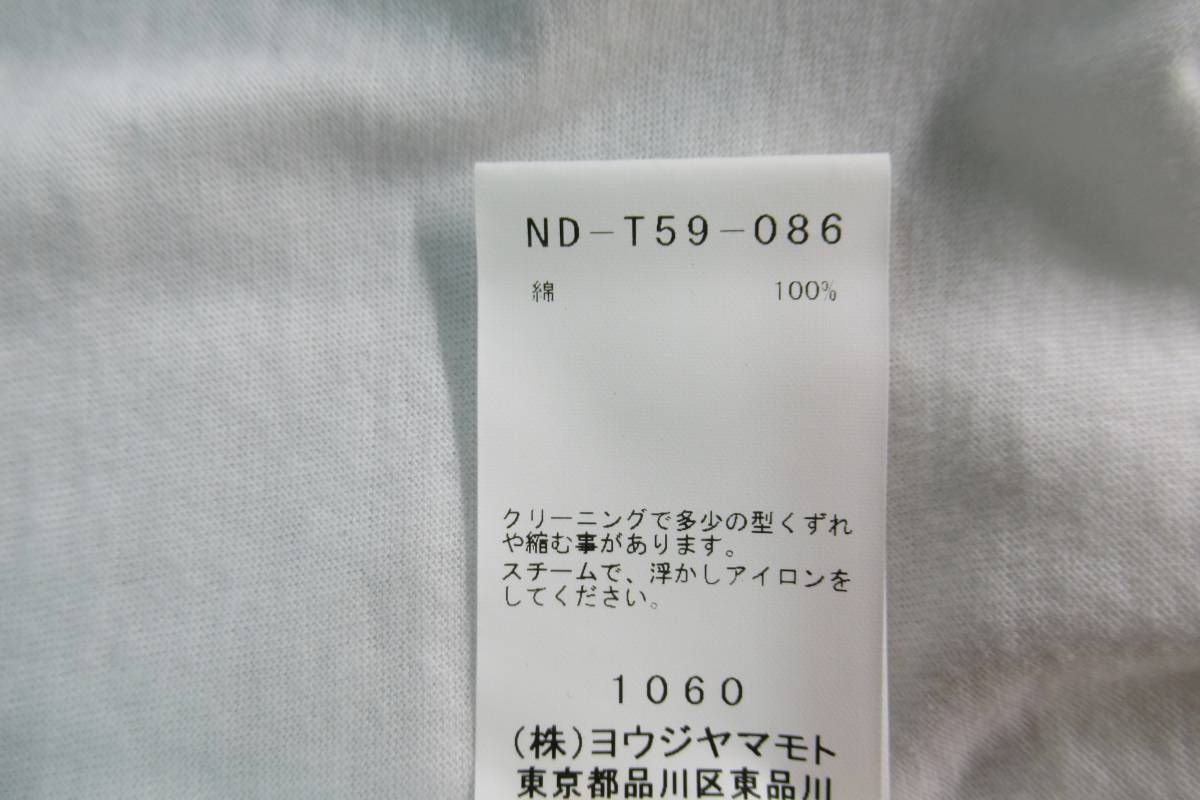 ND-T59-086
綿 100%
クリーニングで多少の型くずれ
や縮む事があります。
スチームで、浮かしアイロンを
してください。
1060
(株)ヨウジヤマモト
東京都品川区東品川